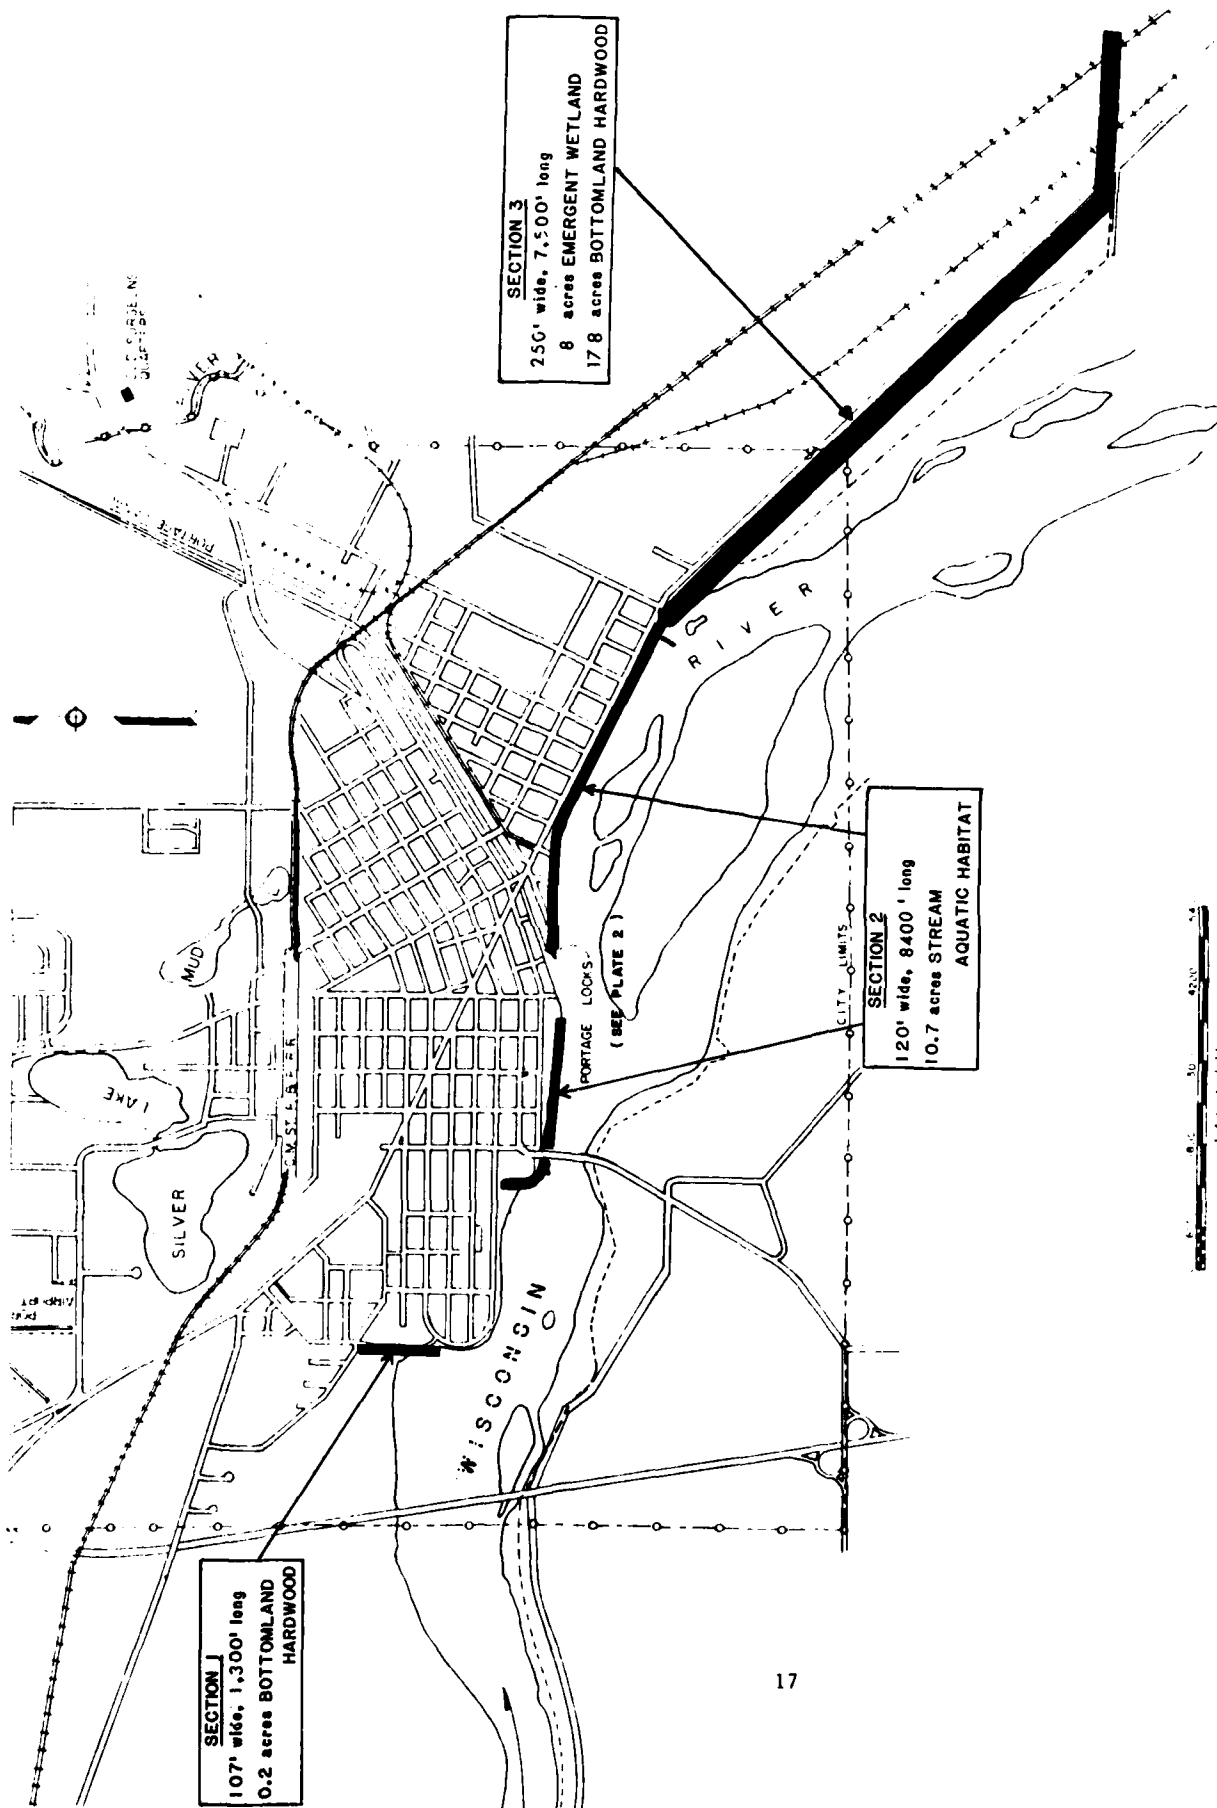 SECTION 3
250' wide, 7,500' long
8 acres EMERGENT WETLAND
17.8 acres BOTTOMLAND HARDWOOD
SECTION 2
120' wide, 8400' long
10.7 acres STREAM
AQUATIC HABITAT
SECTION 1
107' wide, 1,300' long
0.2 acres BOTTOMLAND
HARDWOOD
WISCONSIN
RIVER
PORTAGE LOCKS
(SEE PLATE 2)
CITY LIMITS
SILVER
LAKE
MUD
17